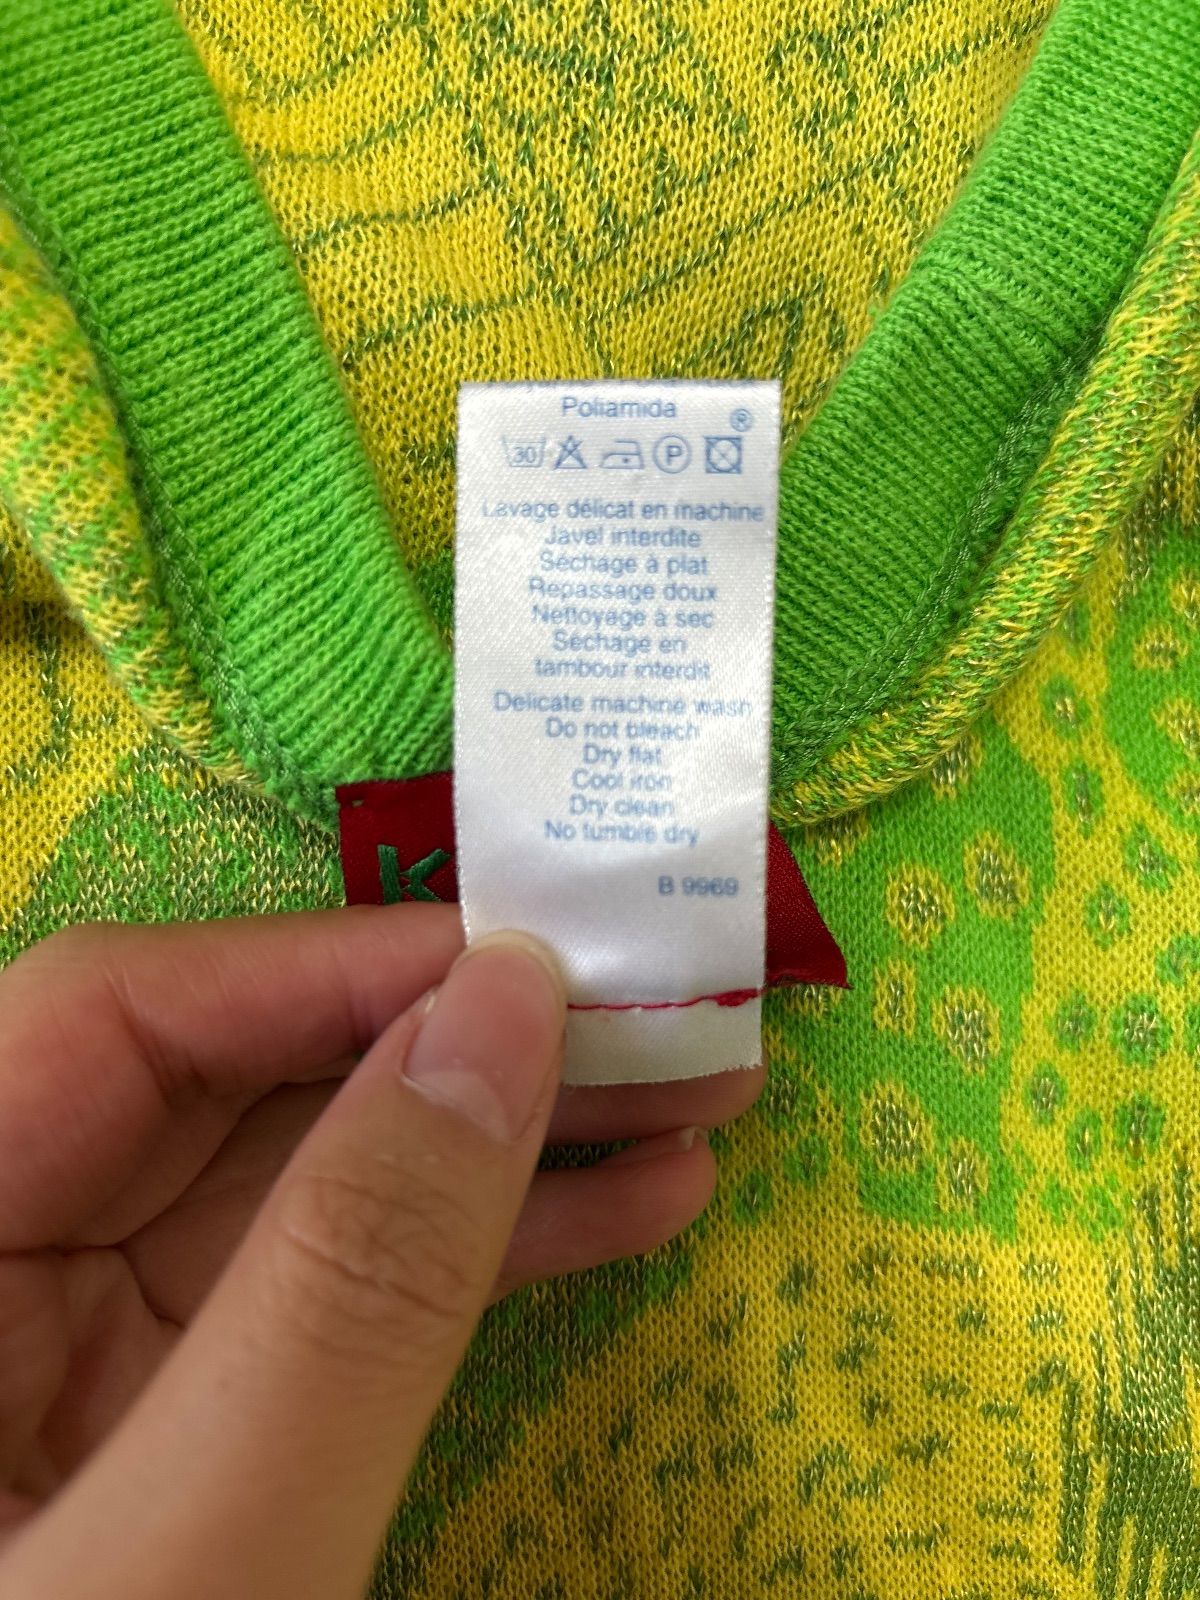 Poliamida
®
30 P
Lavage délicat en machine
Javel interdite
Séchage à plat
Repassage doux
Nettoyage à sec
Séchage en
tambour interdit
Delicate machine wash
Do not bleach
Dry flat
Cool iron
Dry clean
No tumble dry
B 9969
K